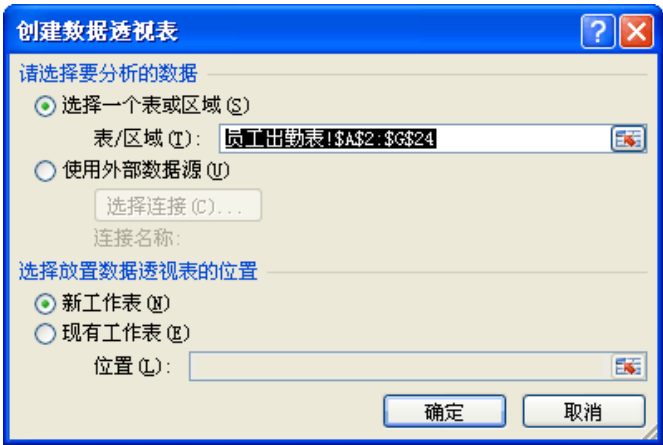 创建数据透视表
请选择要分析的数据
选择一个表或区域(S)
表/区域(T): 员工出勤表!$A$2:$G$24
使用外部数据源(U)
选择连接(C)...
连接名称:
选择放置数据透视表的位置
新工作表(N)
现有工作表(E)
位置(L):
确定 取消